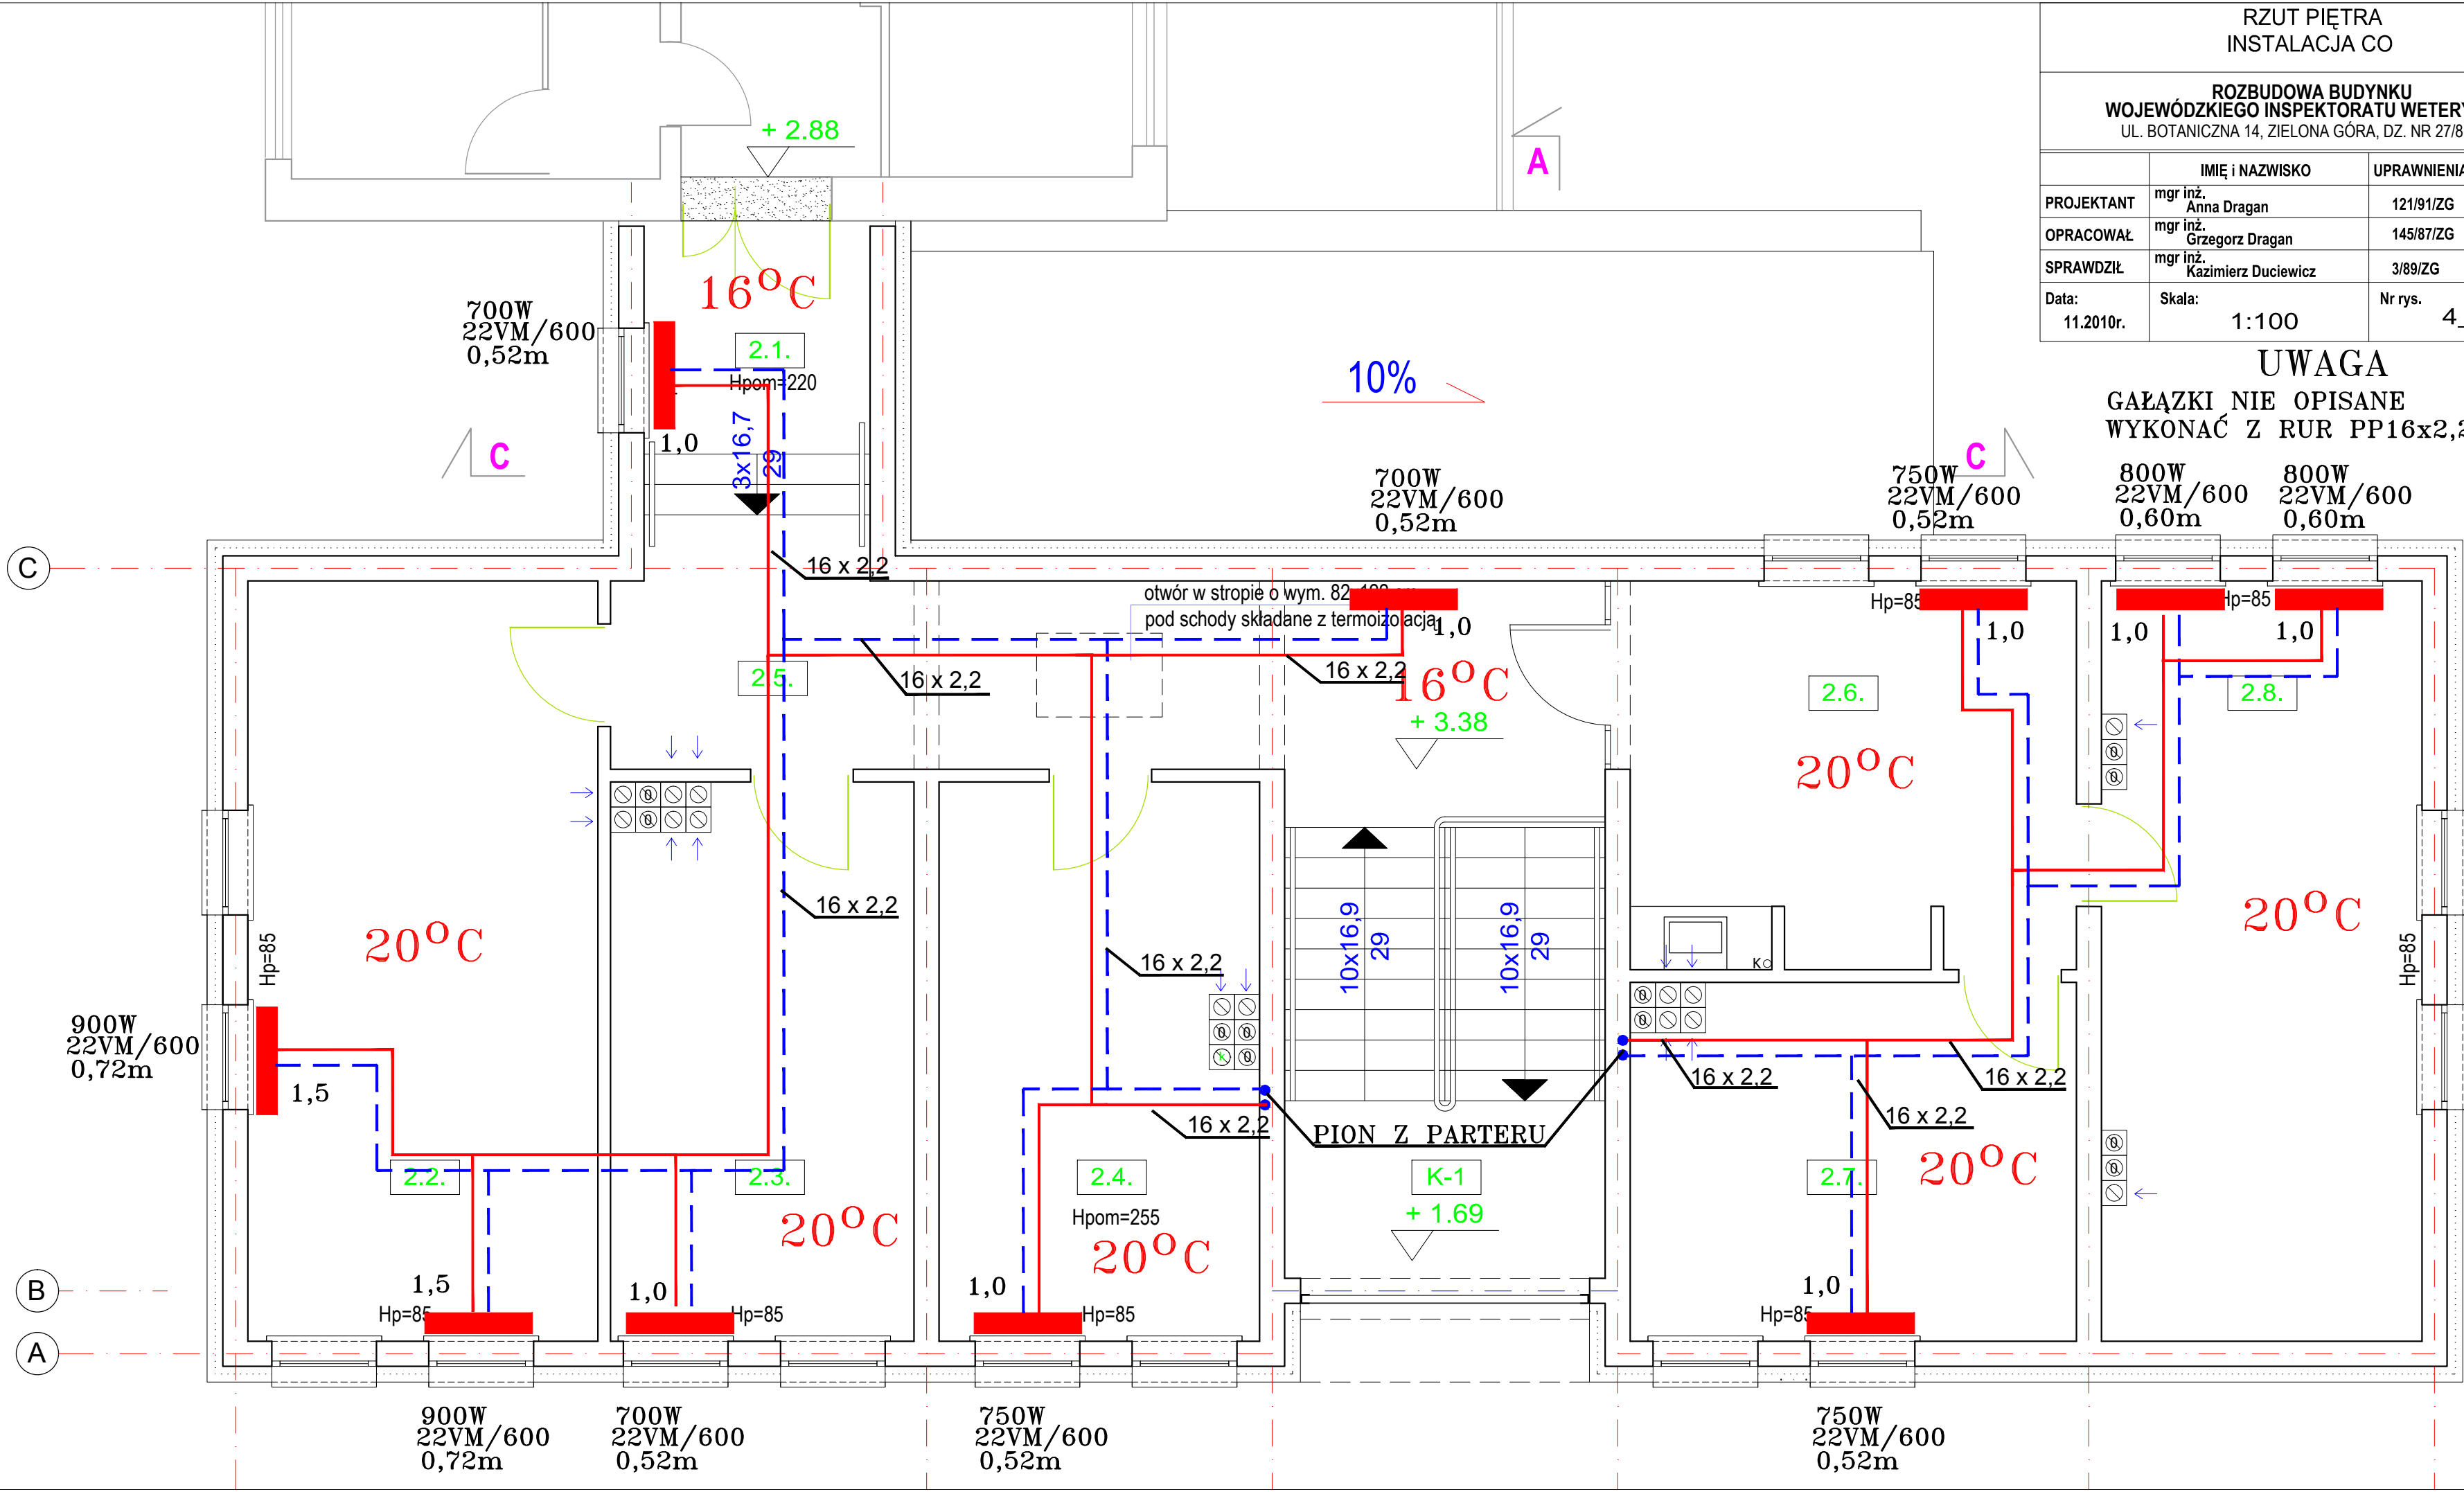 RZUT PIĘTRA
INSTALACJA CO
ROZBUDOWA BUDYNKU
WOJEWÓDZKIEGO INSPEKTORATU
UL. BOTANICZNA 14, ZIELONA GÓRA, DZ. NR 27/8
IMIĘ i NAZWISKO
PROJEKTANT mgr inż. Anna Dragan 121/91/ZG
OPRACOWAŁ mgr inż. Grzegorz Dragan 145/87/ZG
SPRAWDZIŁ mgr inż. Kazimierz Duciewicz 3/89/ZG
Data: Skala: Nr rys.
11.2010r. 1:100 4
UWAGA
GAŁĄZKI NIE OPISANE
WYKONAĆ Z RUR
+ 2.88
A
16°C
700W
22VM/600
0,52m
2.1.
Hpom=220
1,0
3x16,7
29
10%
C
C
700W
22VM/600
0,52m
750W
22VM/600
0,52m
800W
22VM/600
0,60m
800W
22VM/600
0,60m
C
16 x 2,2
otwór w stropie o wym.
pod schody składane z termoizolacją
1,0
Hp=85
1,0
1,0
Hp=85
1,0
2.5.
16 x 2,2
16 x 2,2
16°C
+ 3.38
2.6.
20°C
2.8.
16 x 2,2
20°C
Hp=85
16 x 2,2
10x16,9
29
10x16,9
29
K
20°C
Hp=85
900W
22VM/600
0,72m
1,5
16 x 2,2
PION Z PARTERU
16 x 2,2
16 x 2,2
16 x 2,2
2.2.
2.3.
2.4.
K-1
2.7.
20°C
Hpom=255
+ 1.69
20°C
20°C
B
1,5
1,0
1,0
1,0
Hp=85
Hp=85
Hp=85
Hp=85
A
900W
22VM/600
0,72m
700W
22VM/600
0,52m
750W
22VM/600
0,52m
750W
22VM/600
0,52m